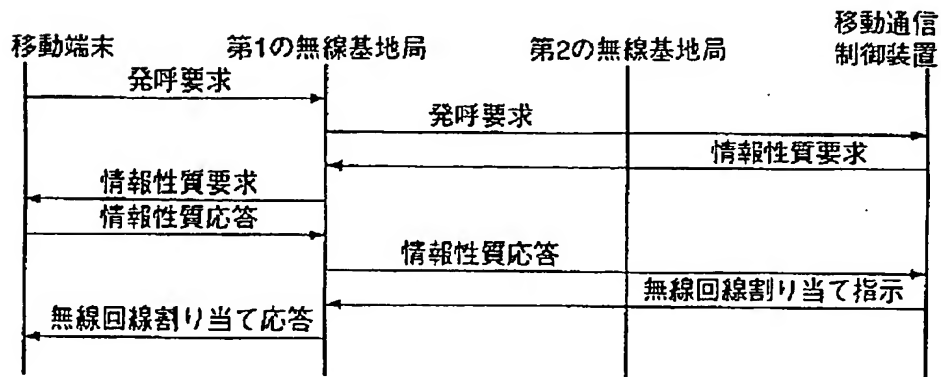 移動端末
第1の無線基地局
第2の無線基地局
移動通信
制御装置
発呼要求
発呼要求
情報性質要求
情報性質要求
情報性質応答
情報性質応答
無線回線割り当て指示
無線回線割り当て応答